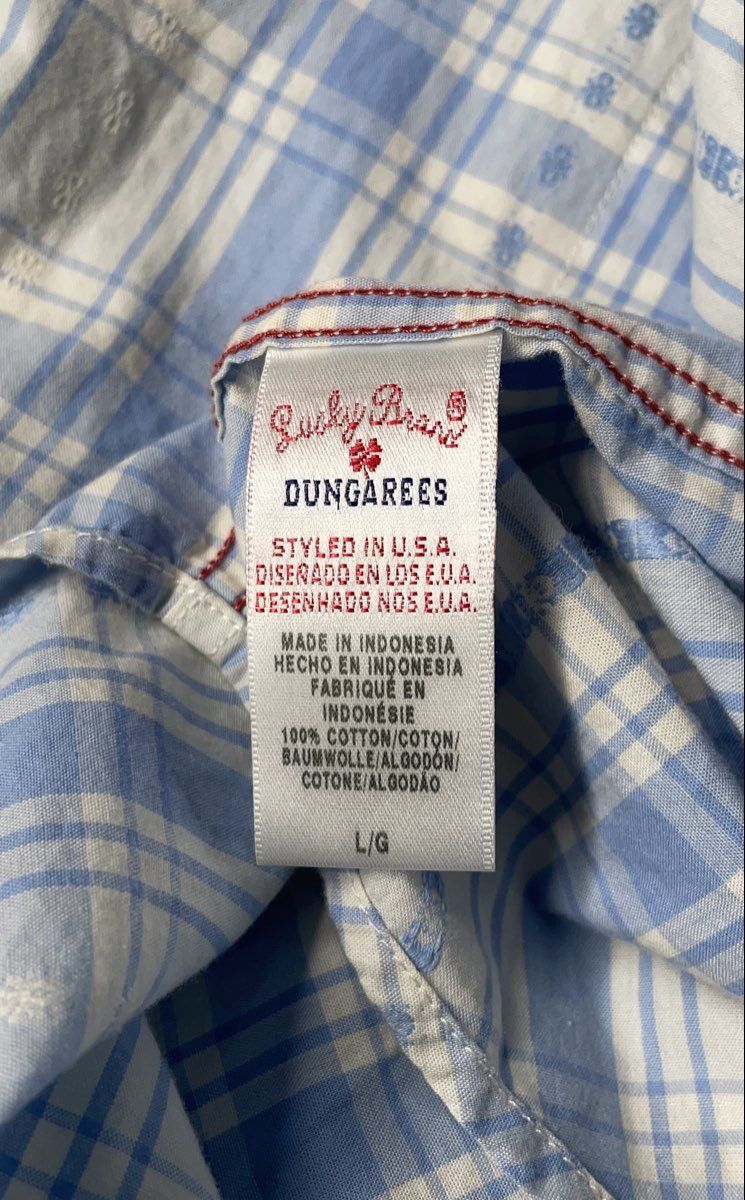 Lucky Brand®
DUNGAREES
STYLED IN U.S.A.
DISEÑADO EN LOS E.U.A.
DESENHADO NOS E.U.A.
MADE IN INDONESIA
HECHO EN INDONESIA
FABRIQUÉ EN
INDONÉSIE
100% COTTON/COTON/
BAUMWOLLE/ALGODÓN/
COTONE/ALGODÃO
L/G